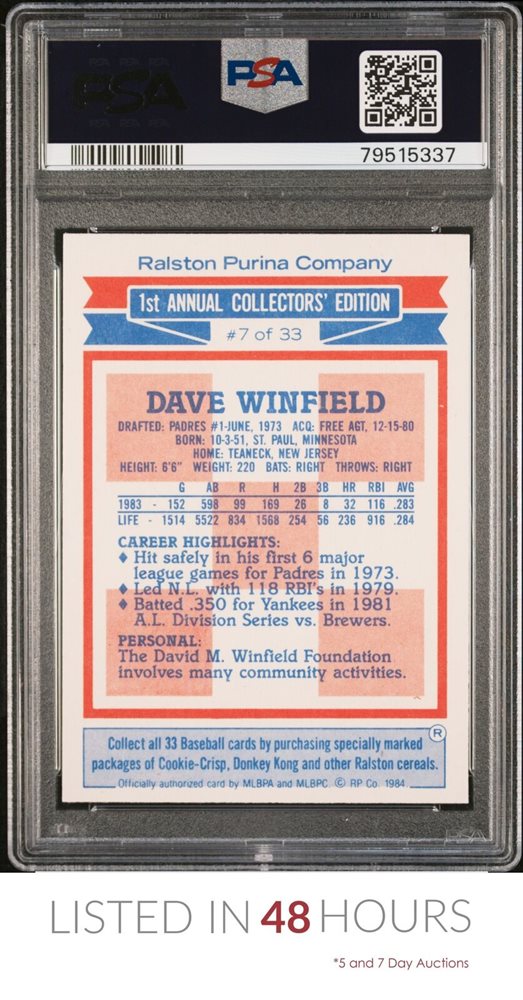 PSA
79515337
Ralston Purina Company
1st ANNUAL COLLECTORS' EDITION
#7 of 33
DAVE WINFIELD
DRAFTED: PADRES #1-JUNE, 1973 ACQ: FREE AGT, 12-15-80
BORN: 10-3-51, ST. PAUL, MINNESOTA
HOME: TEANECK, NEW JERSEY
HEIGHT: 6'6" WEIGHT: 220 BATS: RIGHT THROWS: RIGHT
G AB R H 2B 3B HR RBI AVG
1983 - 152 598 99 169 26 8 32 116 .283
LIFE - 1514 5522 834 1568 254 56 236 916 .284
CAREER HIGHLIGHTS:
♦ Hit safely in his first 6 major
league games for Padres in 1973.
♦ Led N.L. with 118 RBI's in 1979.
♦ Batted .350 for Yankees in 1981
A.L. Division Series vs. Brewers.
PERSONAL:
The David M. Winfield Foundation
involves many community activities.
®
Collect all 33 Baseball cards by purchasing specially marked
packages of Cookie-Crisp, Donkey Kong and other Ralston cereals.
Officially authorized card by MLBPA and MLBPC. © RP Co. 1984
PSA
LISTED IN 48 HOURS
*5 and 7 Day Auctions